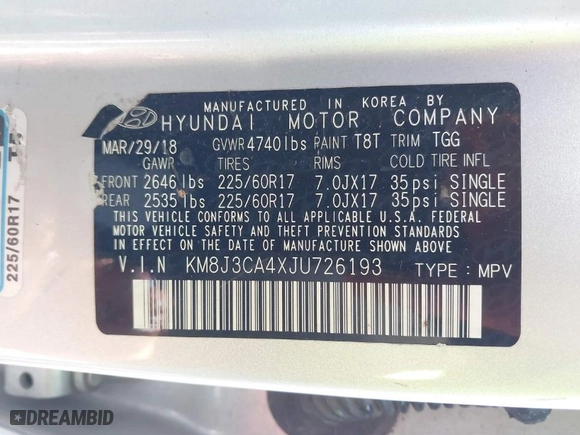 MANUFACTURED IN KOREA BY
HYUNDAI MOTOR COMPANY
MAR/29/18 GVWR 4740lbs PAINT T8T TRIM TGG
GAWR TIRES RIMS COLD TIRE INFL
FRONT 2646lbs 225/60R17 7.0JX17 35psi SINGLE
REAR 2535lbs 225/60R17 7.0JX17 35psi SINGLE
THIS VEHICLE CONFORMS TO ALL APPLICABLE U.S.A. FEDERAL
MOTOR VEHICLE SAFETY AND THEFT PREVENTION STANDARDS
IN EFFECT ON THE DATE OF MANUFACTURE SHOWN ABOVE.
V.I.N KM8J3CA4XJU726193 TYPE : MPV
225/60R17
DREAMBID